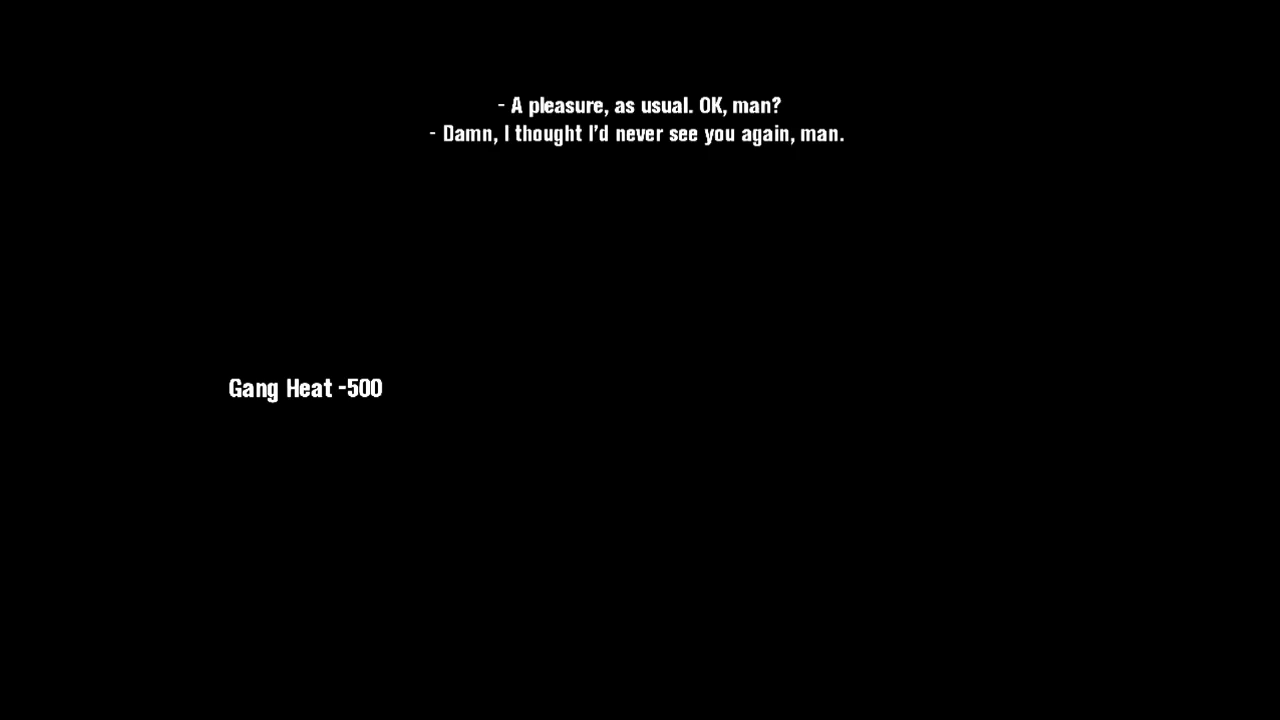 - A pleasure, as usual. OK, man?
- Damn, I thought I'd never see you again, man.
Gang Heat -500